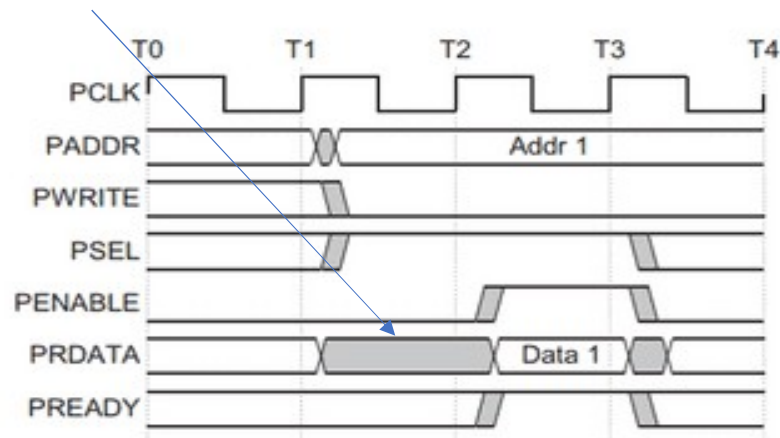 T0 T1 T2 T3 T4
PCLK
PADDR Addr 1
PWRITE
PSEL
PENABLE
PRDATA Data 1
PREADY